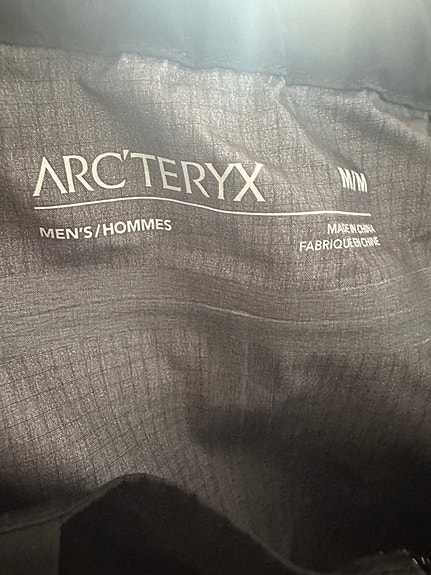 ARC'TERYX M/M
MEN'S/HOMMES MADE IN CHINA
FABRIQUÉ EN CHINE